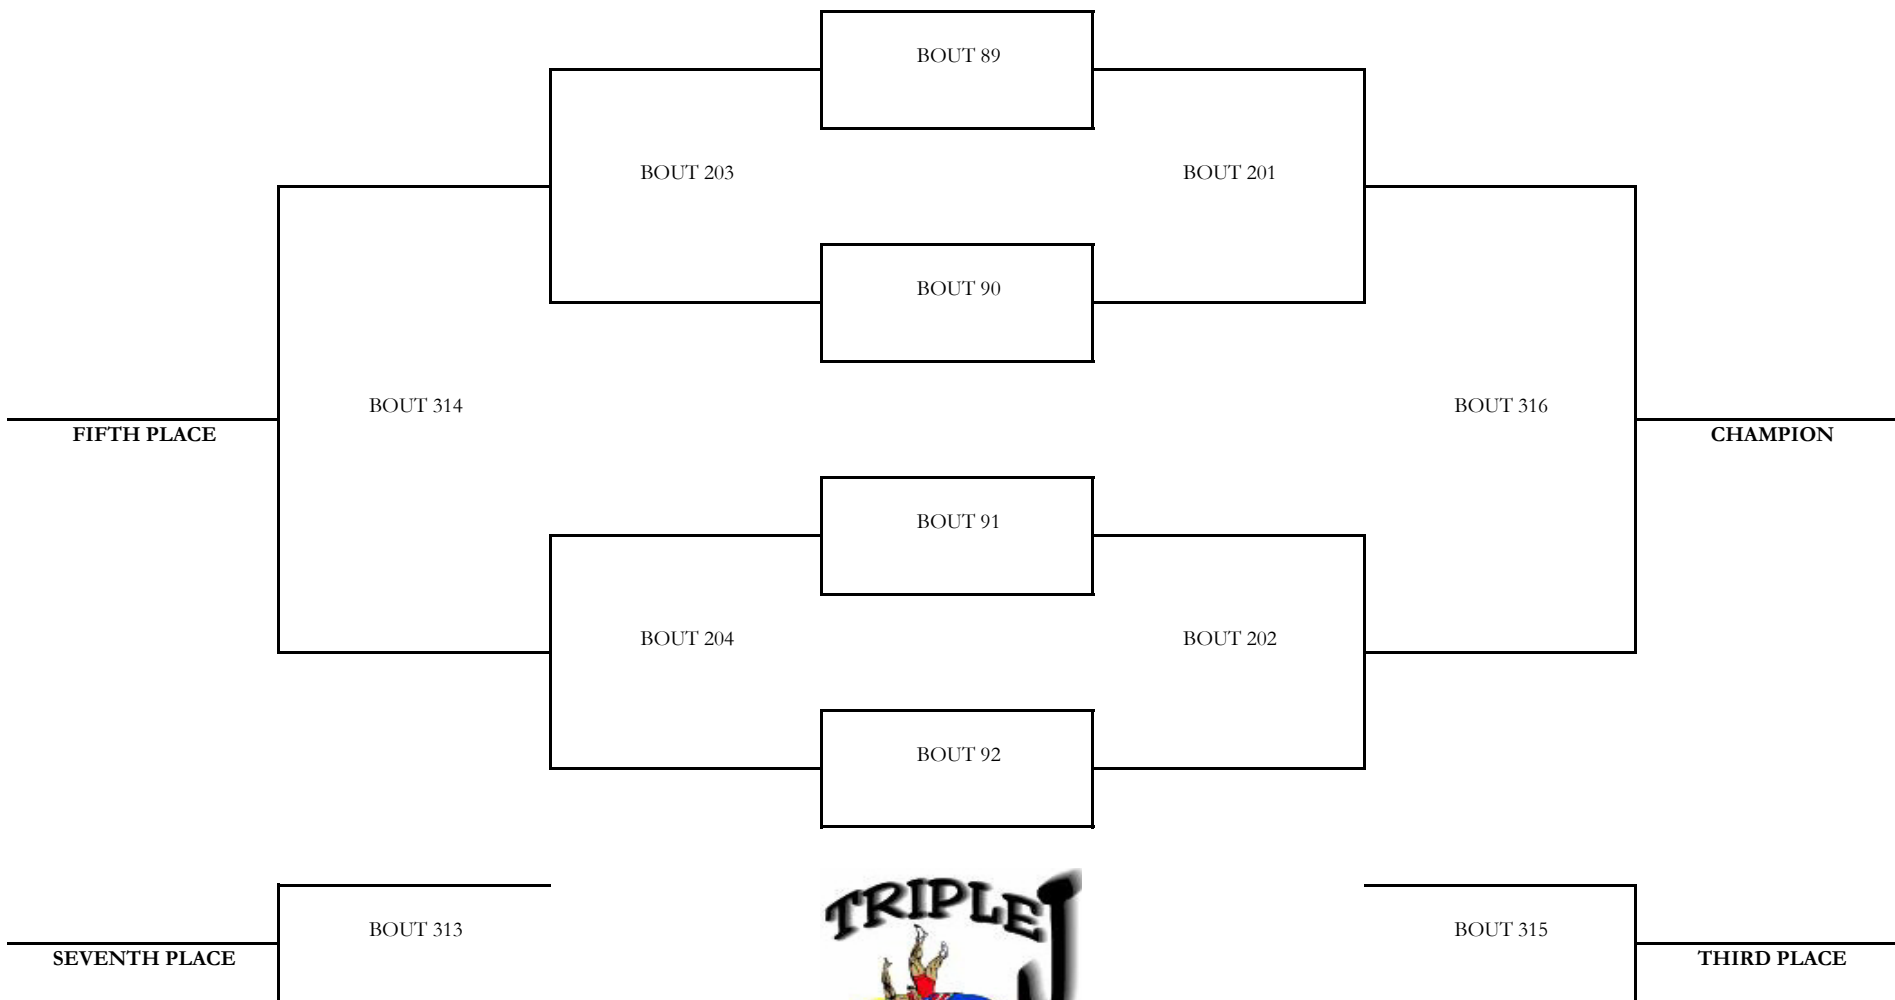 BOUT 89
BOUT 203
BOUT 201
BOUT 90
BOUT 314
BOUT 316
FIFTH PLACE
CHAMPION
BOUT 91
BOUT 204
BOUT 202
BOUT 92
TRIPLE J
BOUT 313
BOUT 315
SEVENTH PLACE
THIRD PLACE